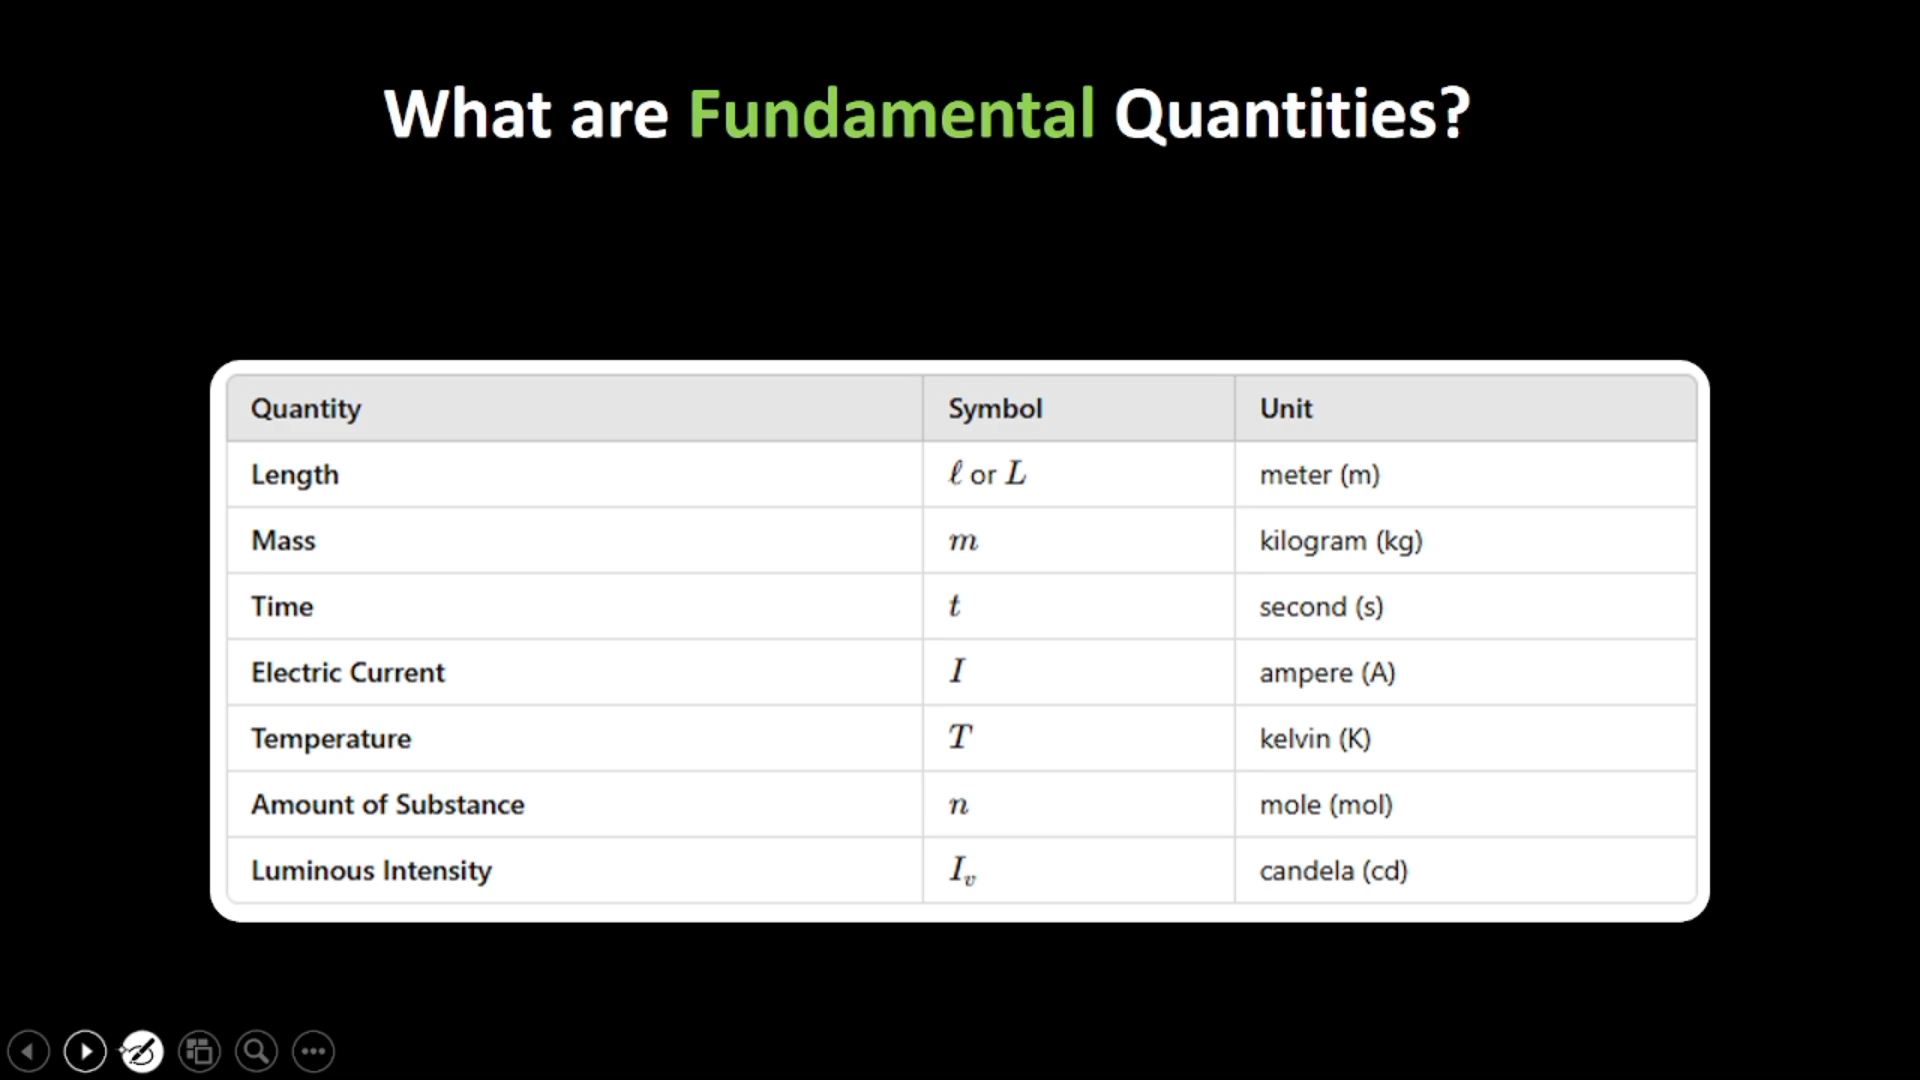 What are Fundamental Quantities?
Quantity Symbol Unit
Length ℓ or L meter (m)
Mass m kilogram (kg)
Time t second (s)
Electric Current I ampere (A)
Temperature T kelvin (K)
Amount of Substance n mole (mol)
Luminous Intensity Iᵥ candela (cd)